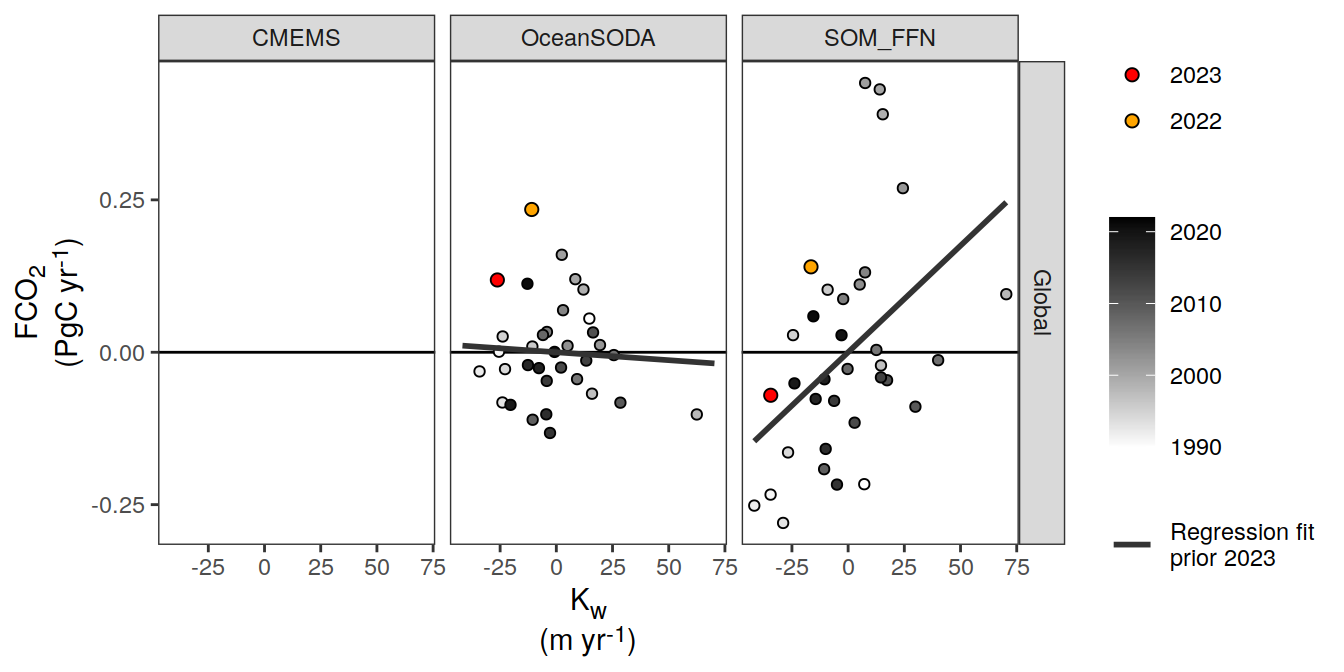 CMEMS
OceanSODA
SOM_FFN
Global
FCO2
(PgC yr-1)
0.25
0.00
-0.25
-25 0 25 50 75
-25 0 25 50 75
-25 0 25 50 75
Kw
(m yr-1)
2023
2022
2020
2010
2000
1990
Regression fit
prior 2023